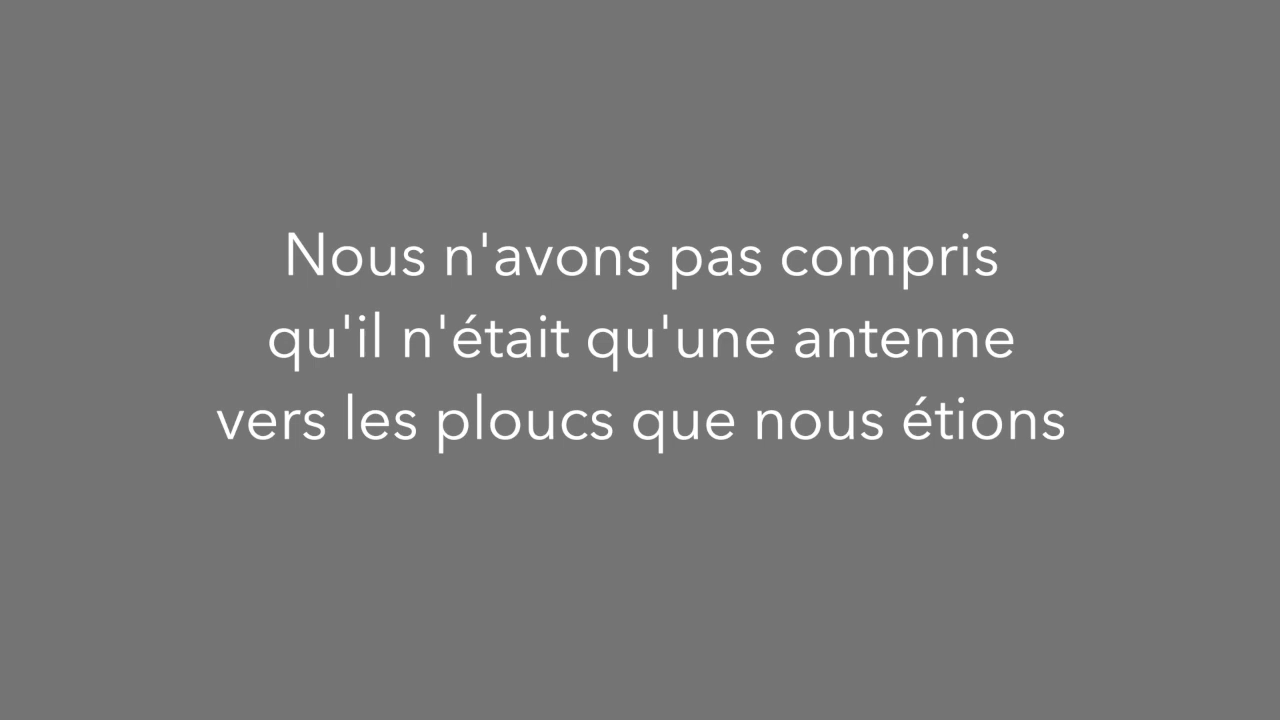 Nous n'avons pas compris
qu'il n'était qu'une antenne
vers les ploucs que nous étions